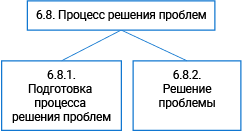 6.8. Процесс решения проблем
6.8.1.
Подготовка
процесса
решения проблем
6.8.2.
Решение
проблемы